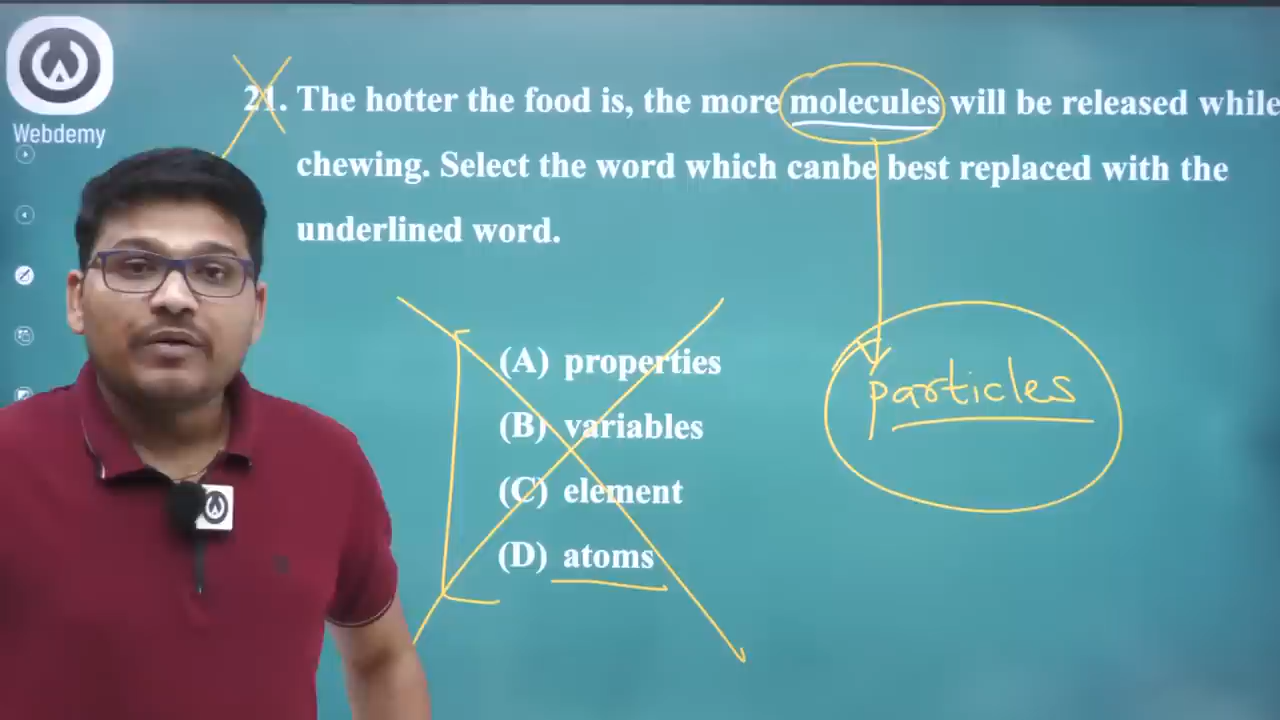 Webdemy
21. The hotter the food is, the more molecules will be released while
chewing. Select the word which canbe best replaced with the
underlined word.
(A) properties
(B) variables
(C) element
(D) atoms
particles